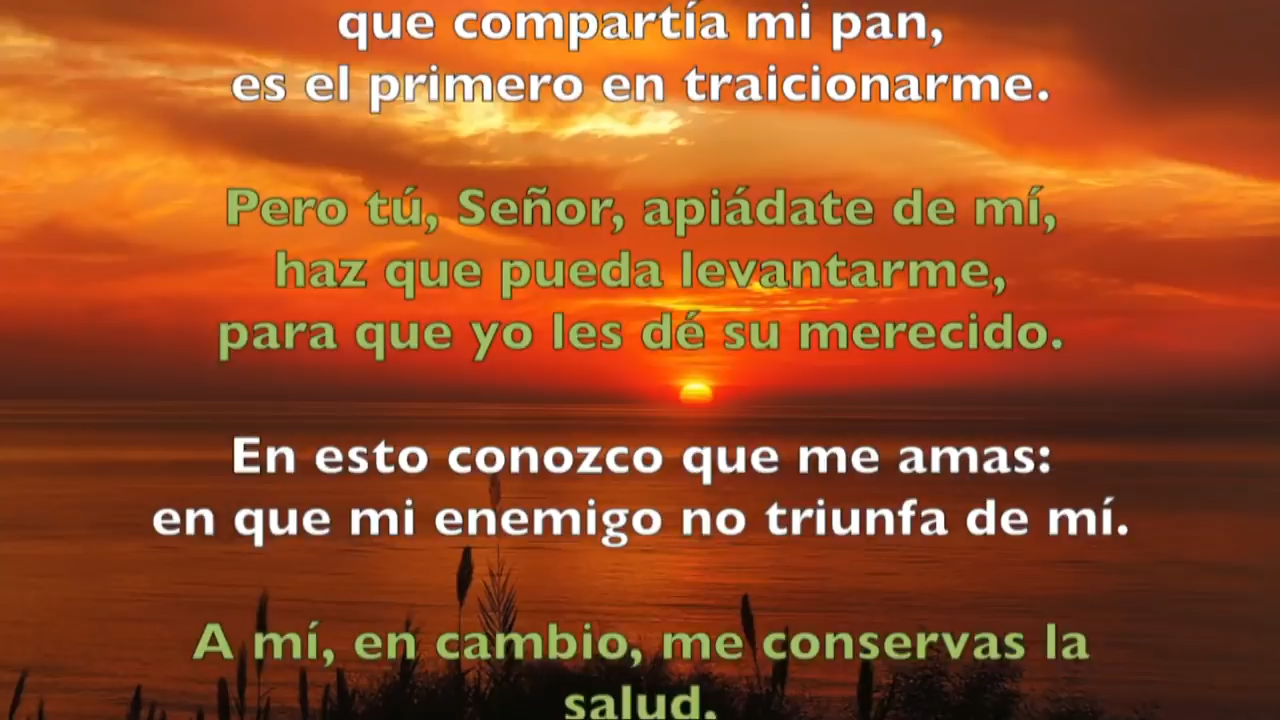 que compartía mi pan,
es el primero en traicionarme.
Pero tú, Señor, apiádate de mí,
haz que pueda levantarme,
para que yo les dé su merecido.
En esto conozco que me amas:
en que mi enemigo no triunfa de mí.
A mí, en cambio, me conservas la
salud.